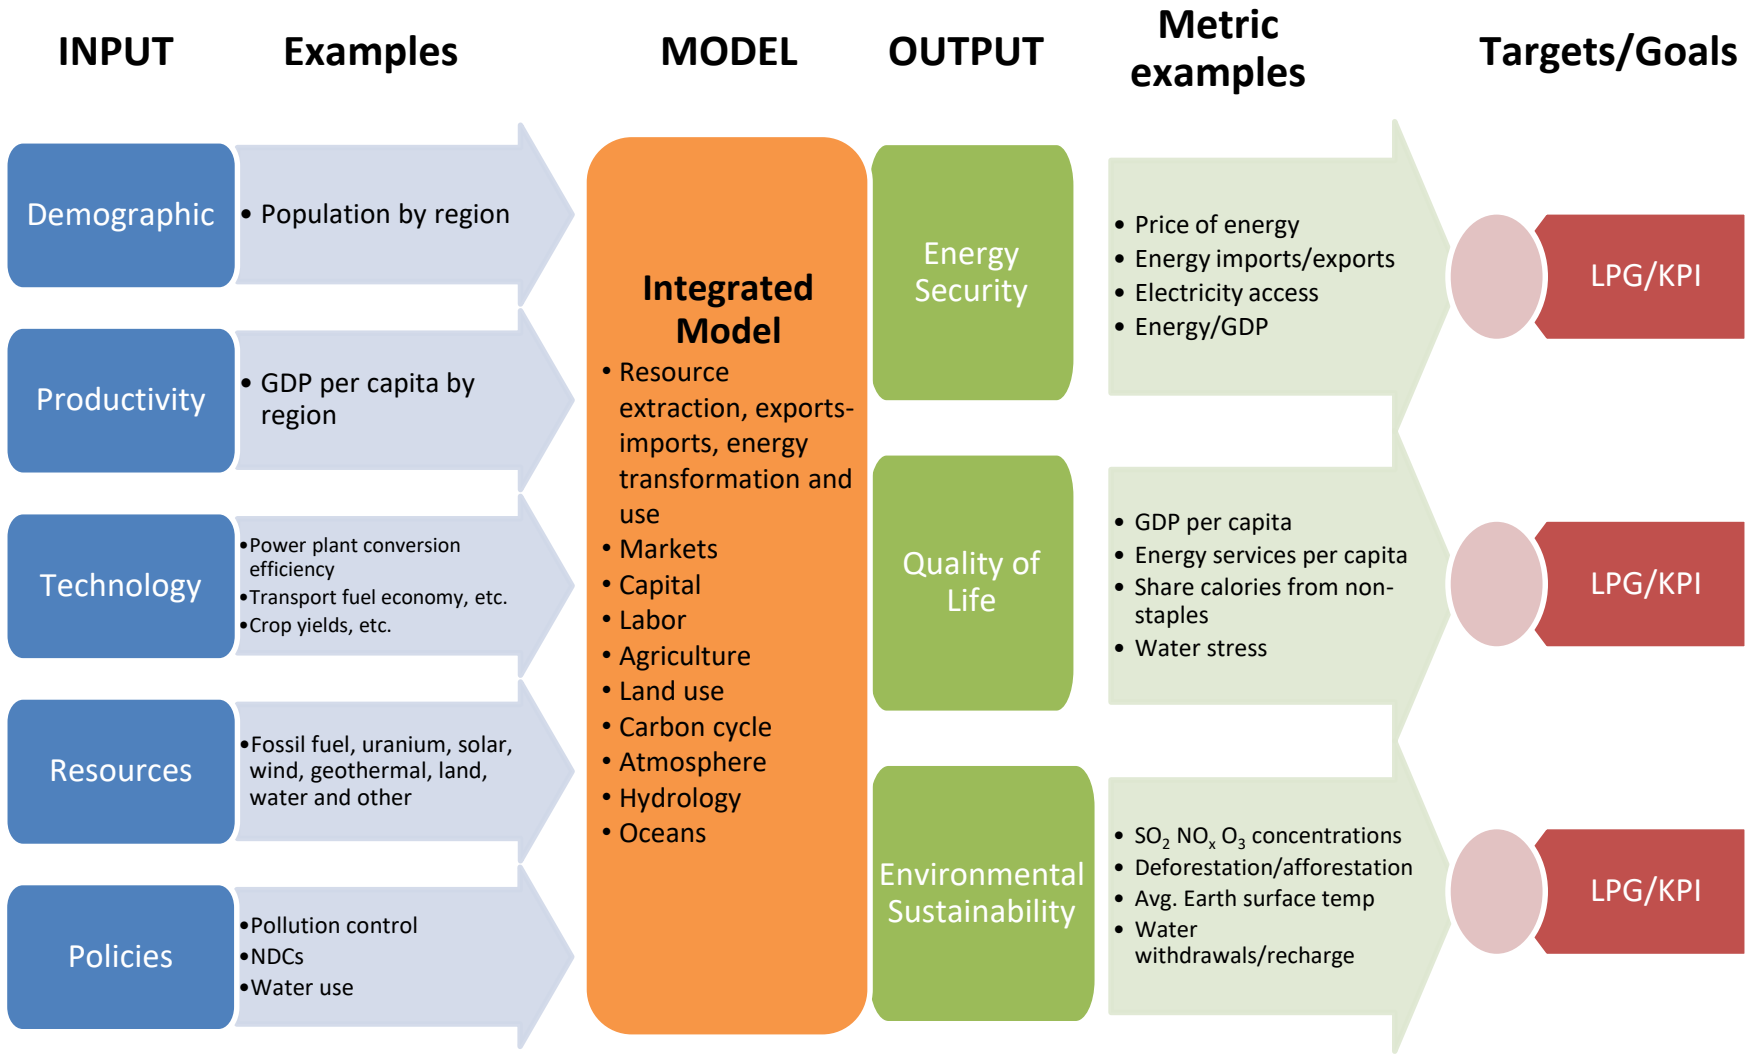 INPUT
Examples
MODEL
OUTPUT
Metric
examples
Targets/Goals
Demographic
• Population by region
Productivity
• GDP per capita by
region
Technology
•Power plant conversion
efficiency
•Transport fuel economy, etc.
•Crop yields, etc.
Resources
•Fossil fuel, uranium, solar,
wind, geothermal, land,
water and other
Policies
•Pollution control
•NDCs
•Water use
Integrated
Model
• Resource
extraction, exports-
imports, energy
transformation and
use
• Markets
• Capital
• Labor
• Agriculture
• Land use
• Carbon cycle
• Atmosphere
• Hydrology
• Oceans
Energy
Security
• Price of energy
• Energy imports/exports
• Electricity access
• Energy/GDP
LPG/KPI
Quality of
Life
• GDP per capita
• Energy services per capita
• Share calories from non-
staples
• Water stress
LPG/KPI
Environmental
Sustainability
• SO₂ NOₓ O₃ concentrations
• Deforestation/afforestation
• Avg. Earth surface temp
• Water
withdrawals/recharge
LPG/KPI